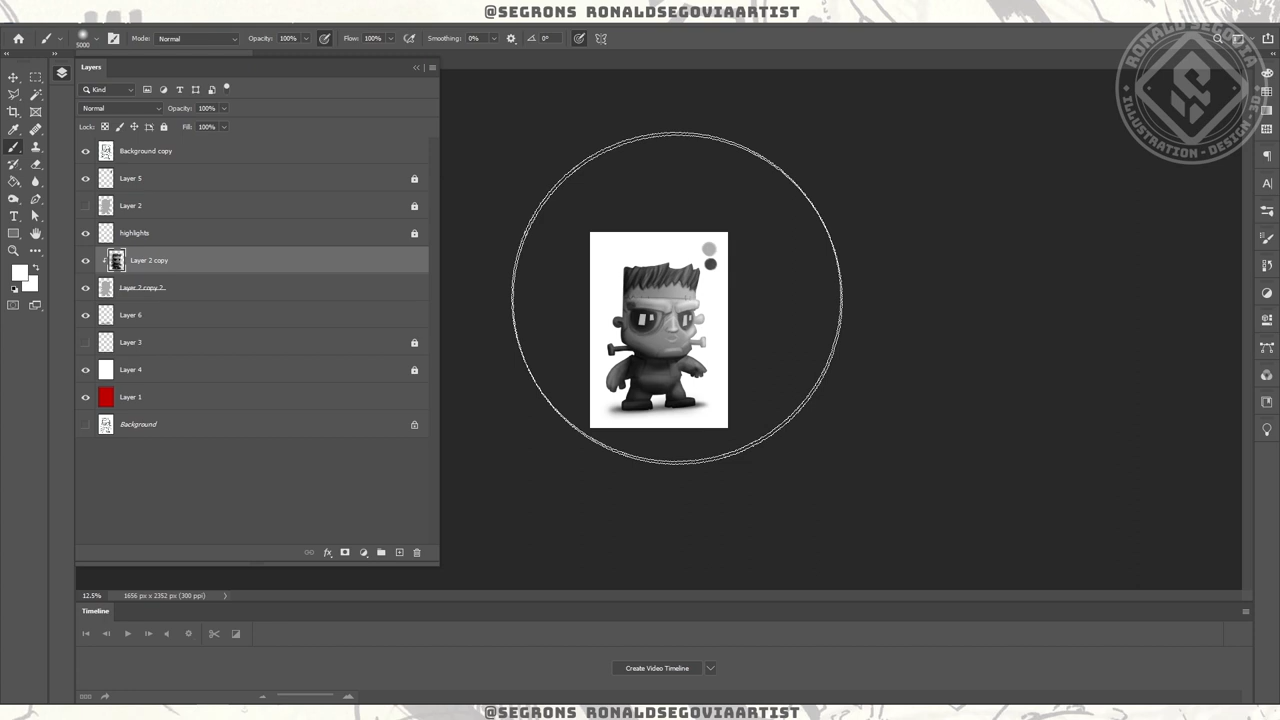 @SEGRONS RONALDSEGOVIAARTIST
5000
Mode: Normal
Opacity: 100%
Flow: 100%
Smoothing: 0%
0°
Layers
Kind
Normal
Opacity: 100%
Lock:
Fill: 100%
Background copy
Layer 5
Layer 2
highlights
Layer 2 copy
Layer 2 copy 2
Layer 6
Layer 3
Layer 4
Layer 1
Background
RONALD SEGOVIA
ILLUSTRATION - DESIGN - 3D
12.5%
1656 px x 2352 px (300 ppi)
Timeline
Create Video Timeline
@SEGRONS RONALDSEGOVIAARTIST